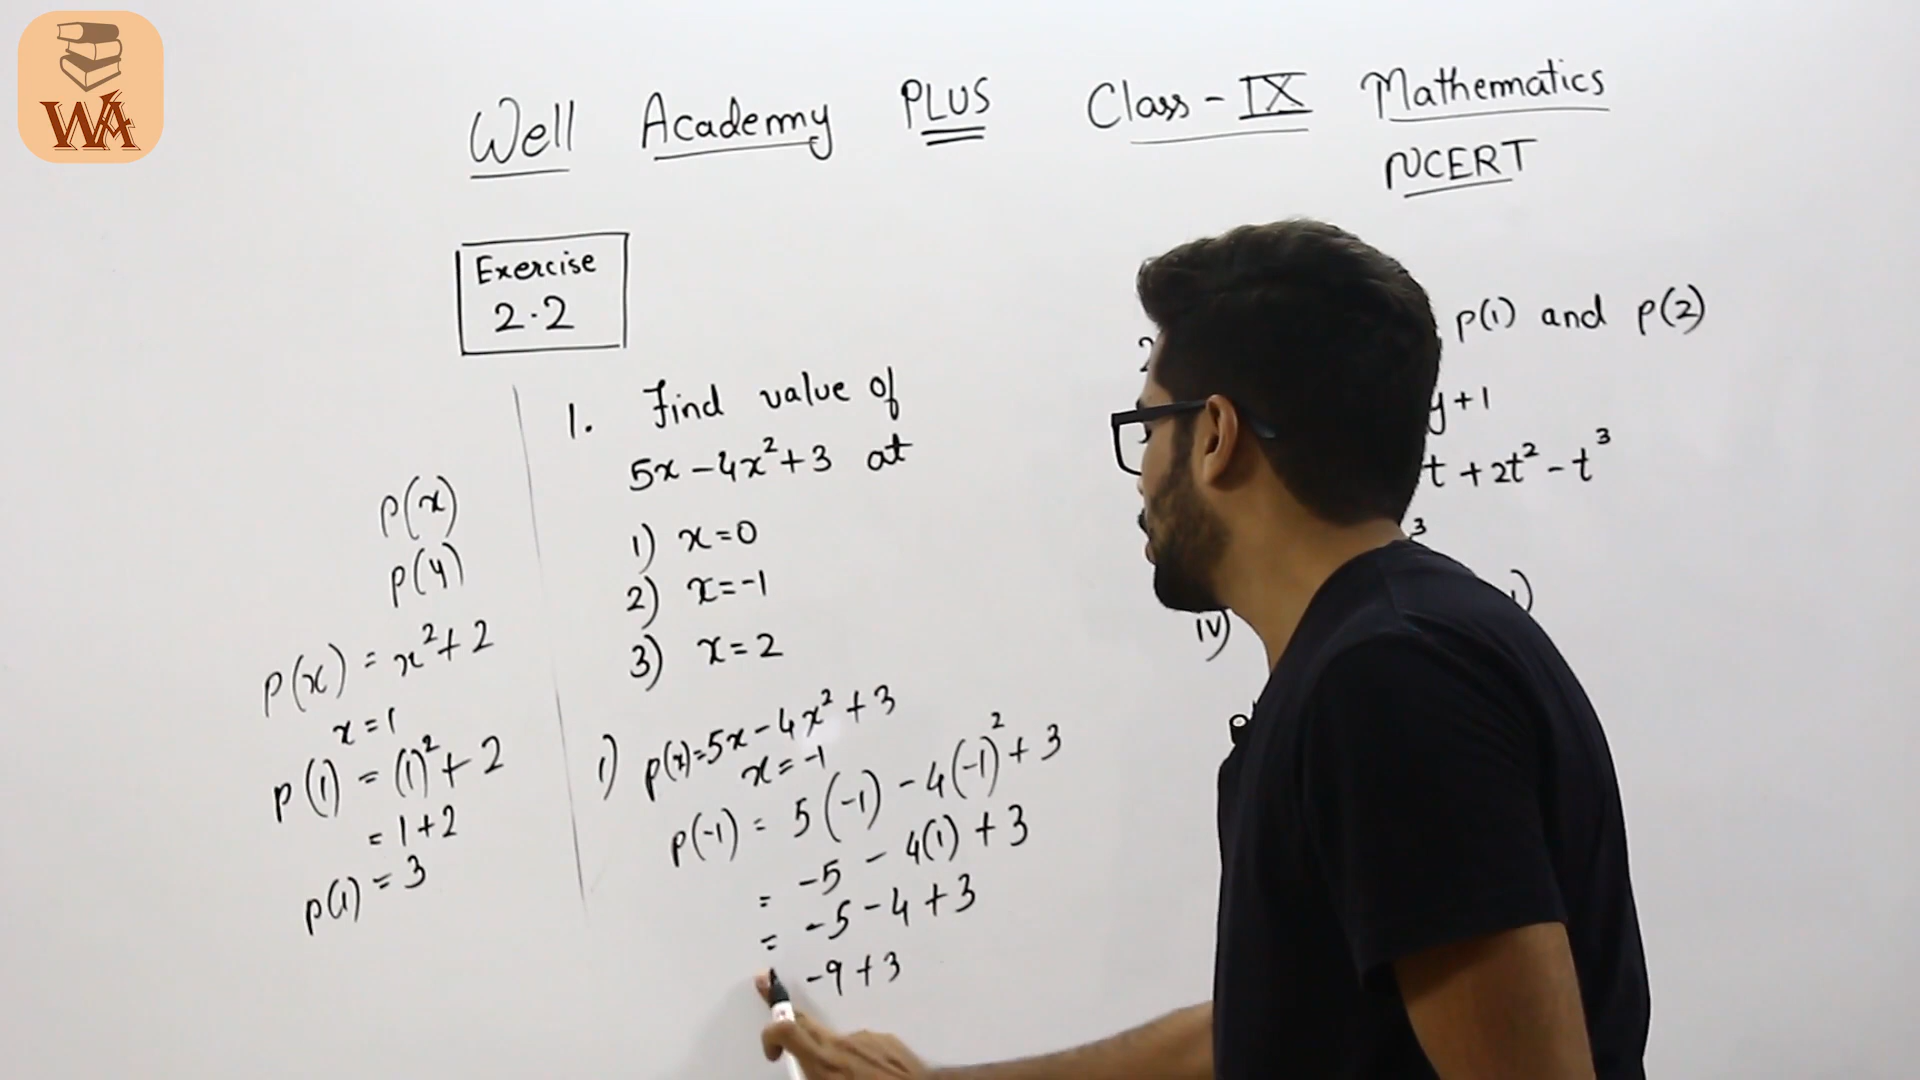 WA
Well Academy PLUS Class - IX Mathematics
NCERT
Exercise
2.2
1. Find value of
5x - 4x² + 3 at
1) x = 0
2) x = -1
3) x = 2
1) p(x) = 5x - 4x² + 3
x = -1
p(-1) = 5(-1) - 4(-1)² + 3
= -5 - 4(1) + 3
= -5 - 4 + 3
-9 + 3
p(x)
p(y)
p(x) = x² + 2
x = 1
p(1) = (1)² + 2
= 1 + 2
p(1) = 3
p(1) and p(2)
y + 1
t + 2t² - t³
3
)
iv)